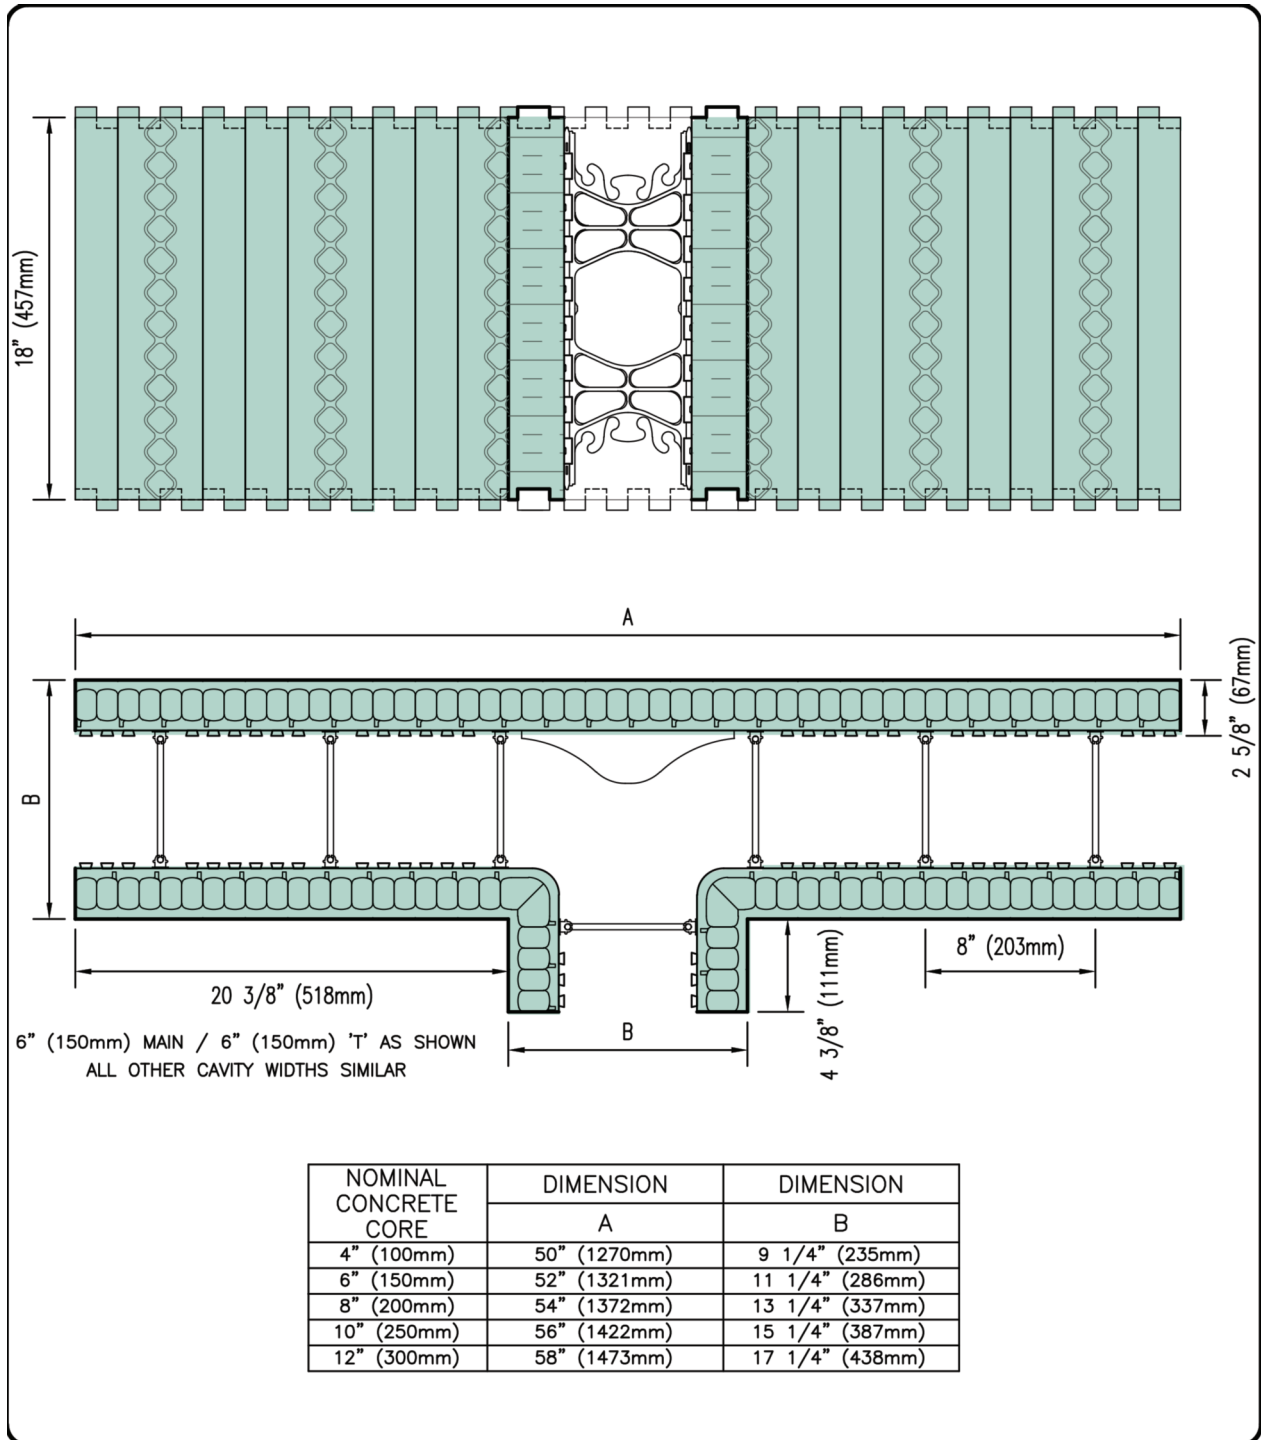 18” (457mm)
A
2 5/8” (67mm)
B
20 3/8” (518mm)
B
4 3/8” (111mm)
8” (203mm)
6” (150mm) MAIN / 6” (150mm) 'T' AS SHOWN
ALL OTHER CAVITY WIDTHS SIMILAR
NOMINAL
CONCRETE
CORE
DIMENSION
A
DIMENSION
B
4” (100mm) 50” (1270mm) 9 1/4” (235mm)
6” (150mm) 52” (1321mm) 11 1/4” (286mm)
8” (200mm) 54” (1372mm) 13 1/4” (337mm)
10” (250mm) 56” (1422mm) 15 1/4” (387mm)
12” (300mm) 58” (1473mm) 17 1/4” (438mm)